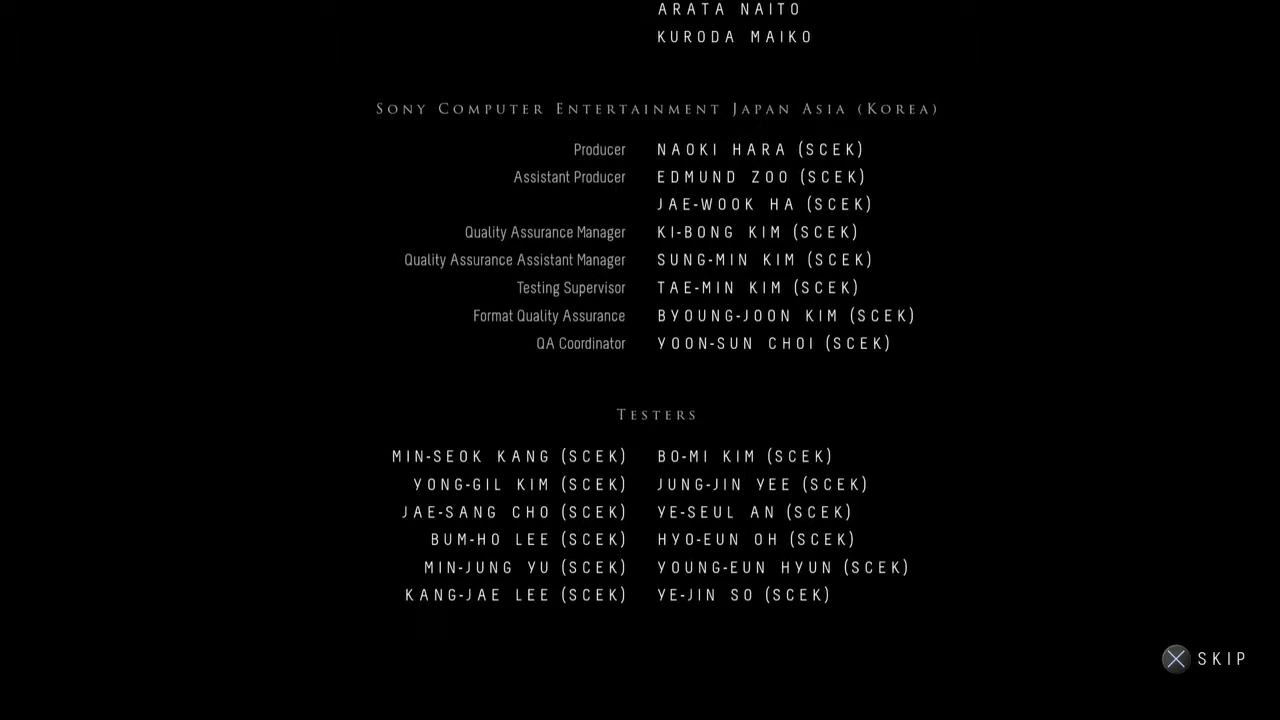 ARATA NAITO
KURODA MAIKO
SONY COMPUTER ENTERTAINMENT JAPAN ASIA (KOREA)
Producer NAOKI HARA (SCEK)
Assistant Producer EDMUND ZOO (SCEK)
JAE-WOOK HA (SCEK)
Quality Assurance Manager KI-BONG KIM (SCEK)
Quality Assurance Assistant Manager SUNG-MIN KIM (SCEK)
Testing Supervisor TAE-MIN KIM (SCEK)
Format Quality Assurance BYOUNG-JOON KIM (SCEK)
QA Coordinator YOON-SUN CHOI (SCEK)
TESTERS
MIN-SEOK KANG (SCEK) BO-MI KIM (SCEK)
YONG-GIL KIM (SCEK) JUNG-JIN YEE (SCEK)
JAE-SANG CHO (SCEK) YE-SEUL AN (SCEK)
BUM-HO LEE (SCEK) HYO-EUN OH (SCEK)
MIN-JUNG YU (SCEK) YOUNG-EUN HYUN (SCEK)
KANG-JAE LEE (SCEK) YE-JIN SO (SCEK)
SKIP